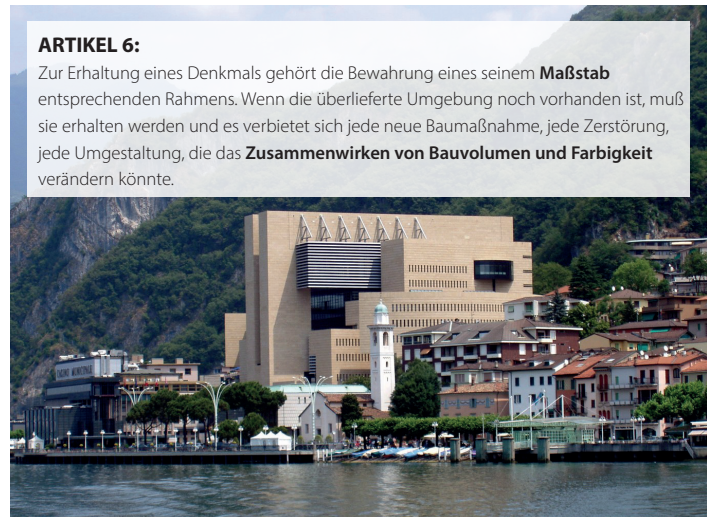 ARTIKEL 6:
Zur Erhaltung eines Denkmals gehört die Bewahrung eines seinem Maßstab
entsprechenden Rahmens. Wenn die überlieferte Umgebung noch vorhanden ist, muß
sie erhalten werden und es verbietet sich jede neue Baumaßnahme, jede Zerstörung,
jede Umgestaltung, die das Zusammenwirken von Bauvolumen und Farbigkeit
verändern könnte.
CASINO MUNICIPALE